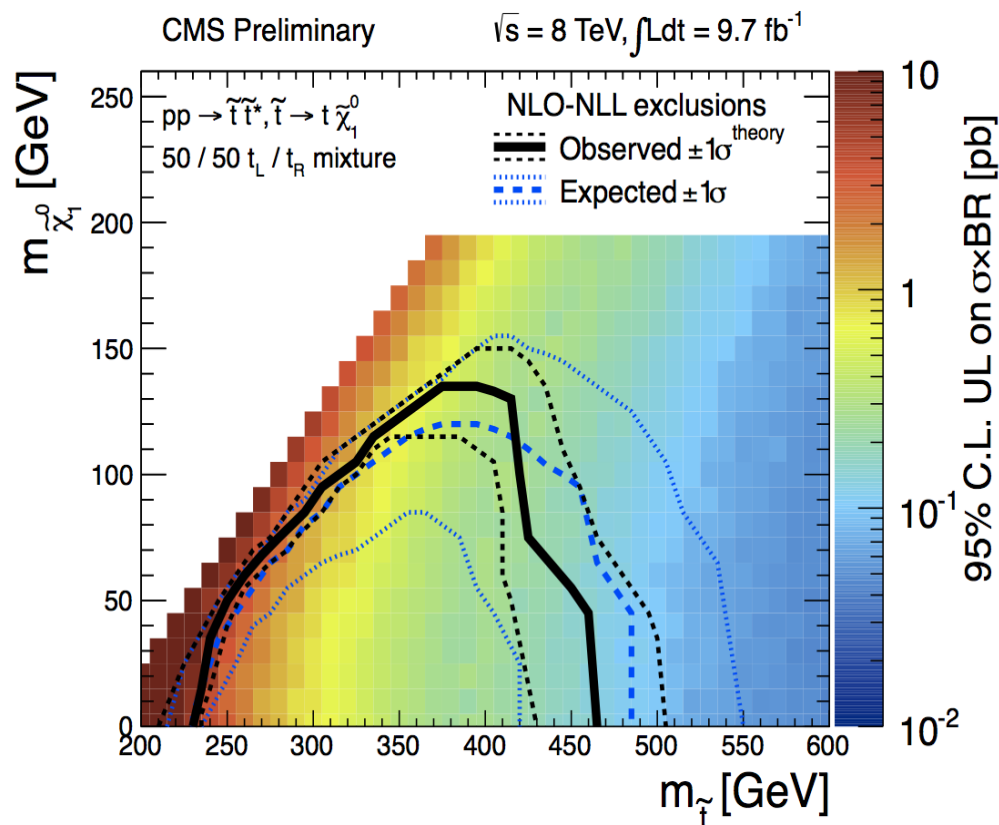 CMS Preliminary
√s = 8 TeV, ∫Ldt = 9.7 fb⁻¹
pp → t̃ t̃*, t̃ → t χ̃⁰₁
50 / 50 t_L / t_R mixture
NLO-NLL exclusions
Observed ±1σ^theory
Expected ±1σ
m_χ̃⁰₁ [GeV]
250
200
150
100
50
0
200 250 300 350 400 450 500 550 600
m_t̃ [GeV]
10
1
10⁻¹
10⁻²
95% C.L. UL on σ×BR [pb]